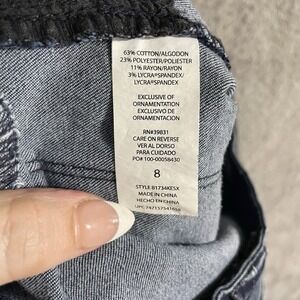 63% COTTON/ALGODON
23% POLYESTER/POLIESTER
11% RAYON/RAYON
3% LYCRA®SPANDEX/
LYCRA®SPANDEX
EXCLUSIVE OF
ORNAMENTATION
EXCLUSIVO DE
ORNAMENTACION
RN#39831
CARE ON REVERSE
VER AL DORSO
PARA CUIDADO
PO# 100-00058430
8
STYLE B1734KESX
MADE IN CHINA
HECHO EN CHINA
UPC